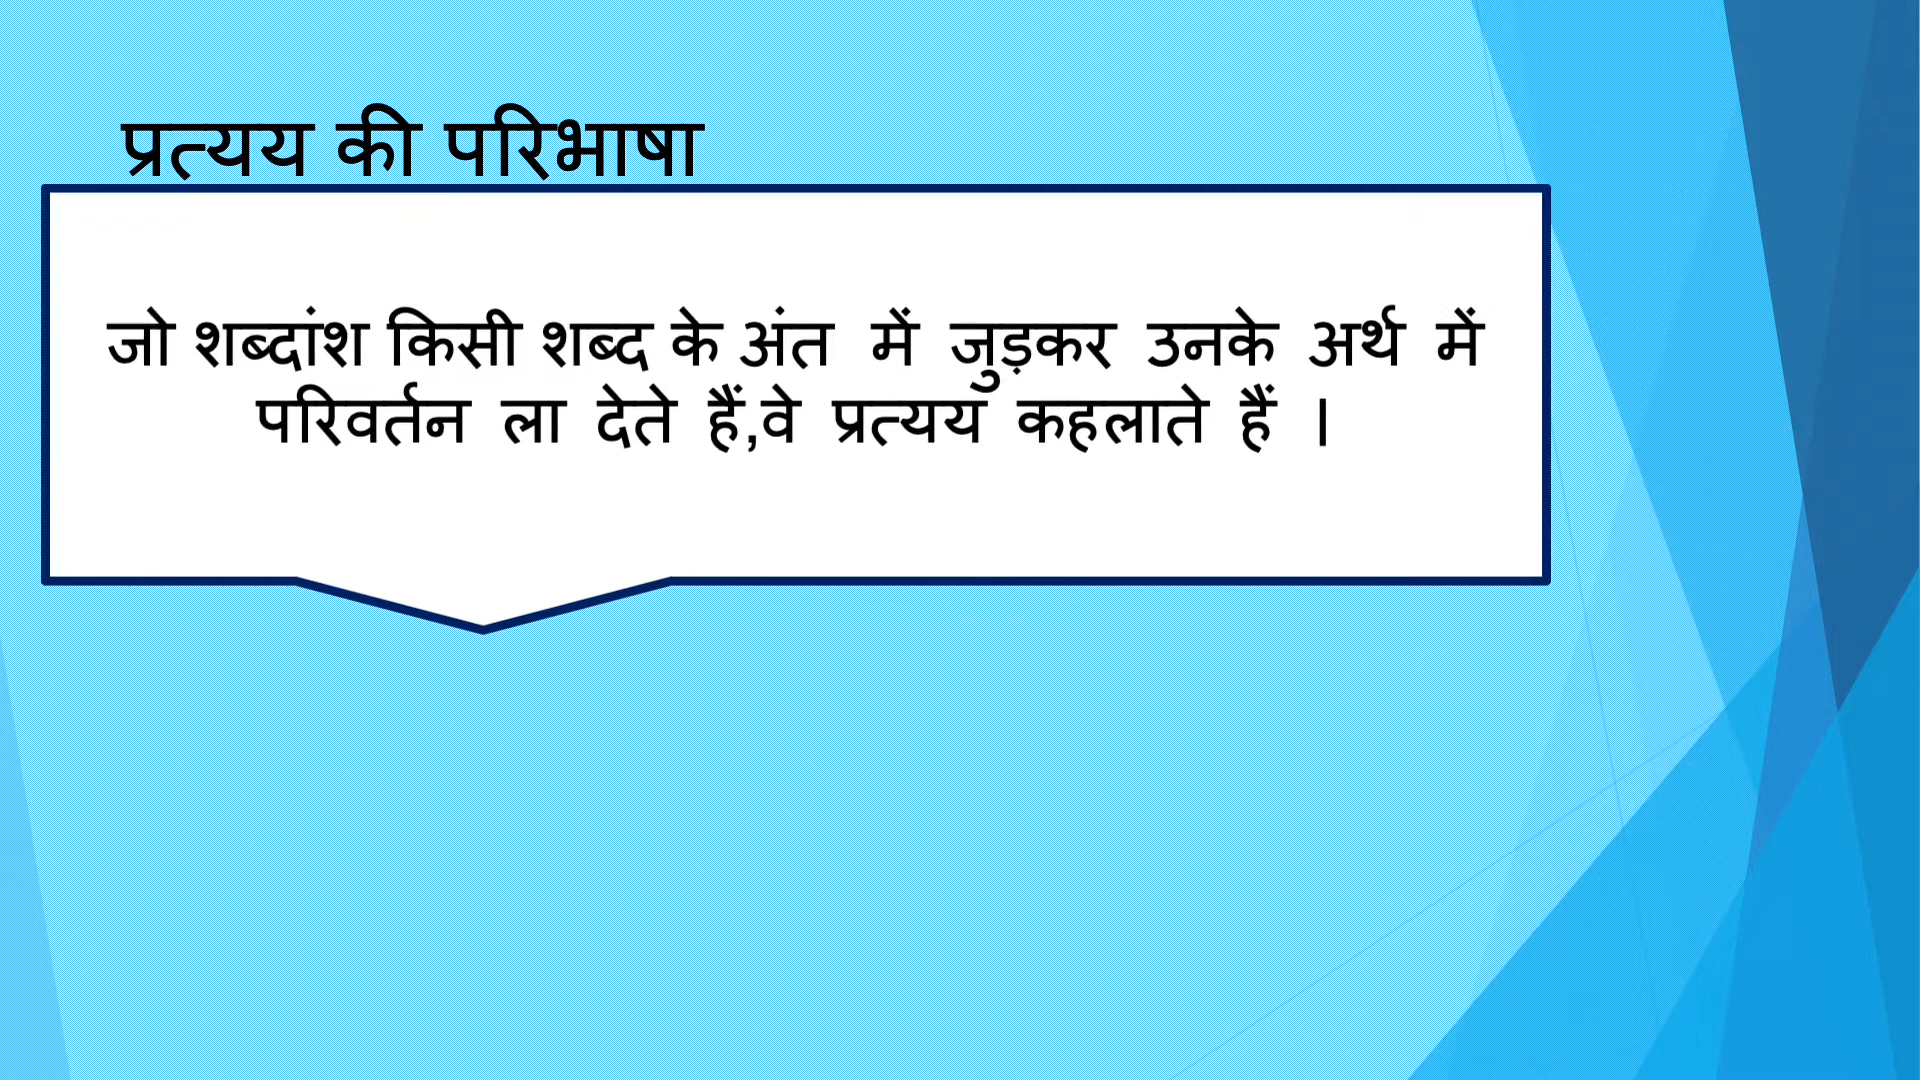 प्रत्यय की परिभाषा
जो शब्दांश किसी शब्द के अंत में जुड़कर उनके अर्थ में
परिवर्तन ला देते हैं,वे प्रत्यय कहलाते हैं ।